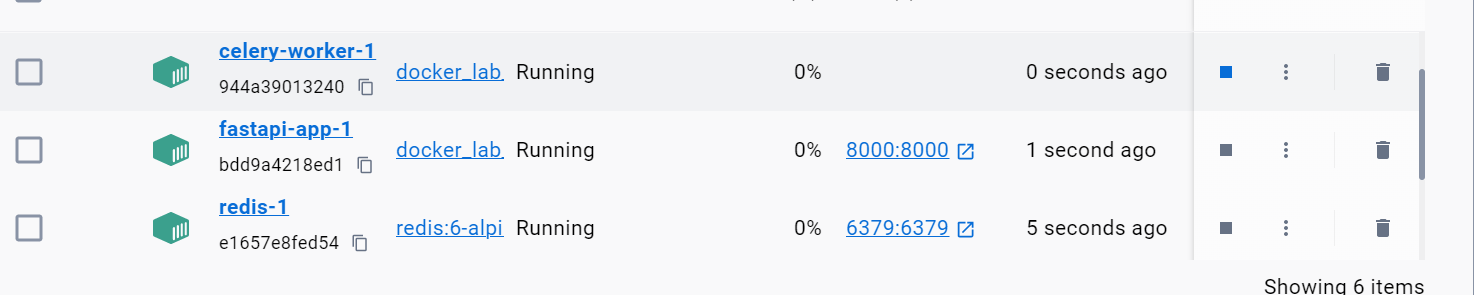 celery-worker-1
944a39013240
docker_lab Running 0% 0 seconds ago
fastapi-app-1
bdd9a4218ed1
docker_lab Running 0% 8000:8000 1 second ago
redis-1
e1657e8fed54
redis:6-alpi Running 0% 6379:6379 5 seconds ago
Showing 6 items